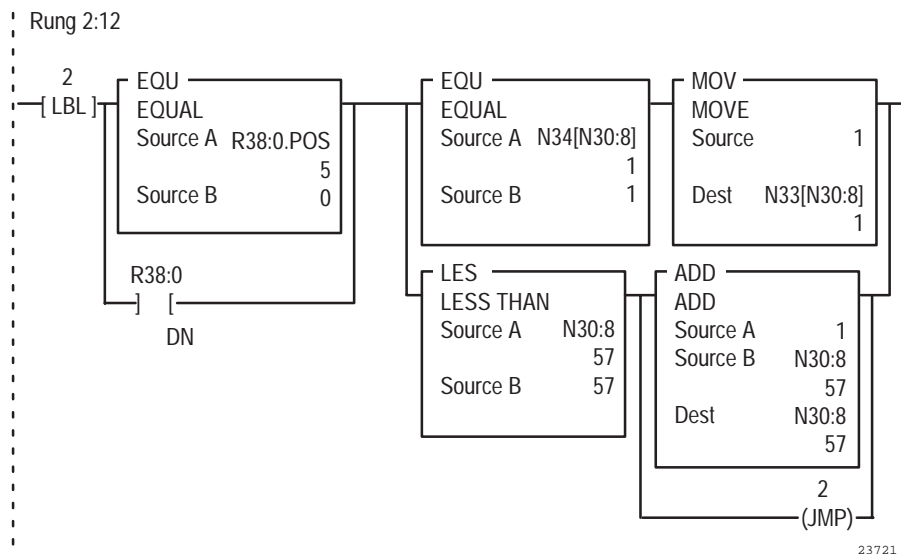 Rung 2:12
2
[ LBL ]
EQU
EQUAL
Source A R38:0.POS
5
Source B 0
R38:0
] [
DN
EQU
EQUAL
Source A N34[N30:8]
1
Source B 1
MOV
MOVE
Source 1
Dest N33[N30:8]
1
LES
LESS THAN
Source A N30:8
57
Source B 57
ADD
ADD
Source A 1
Source B N30:8
57
Dest N30:8
57
2
(JMP)
23721